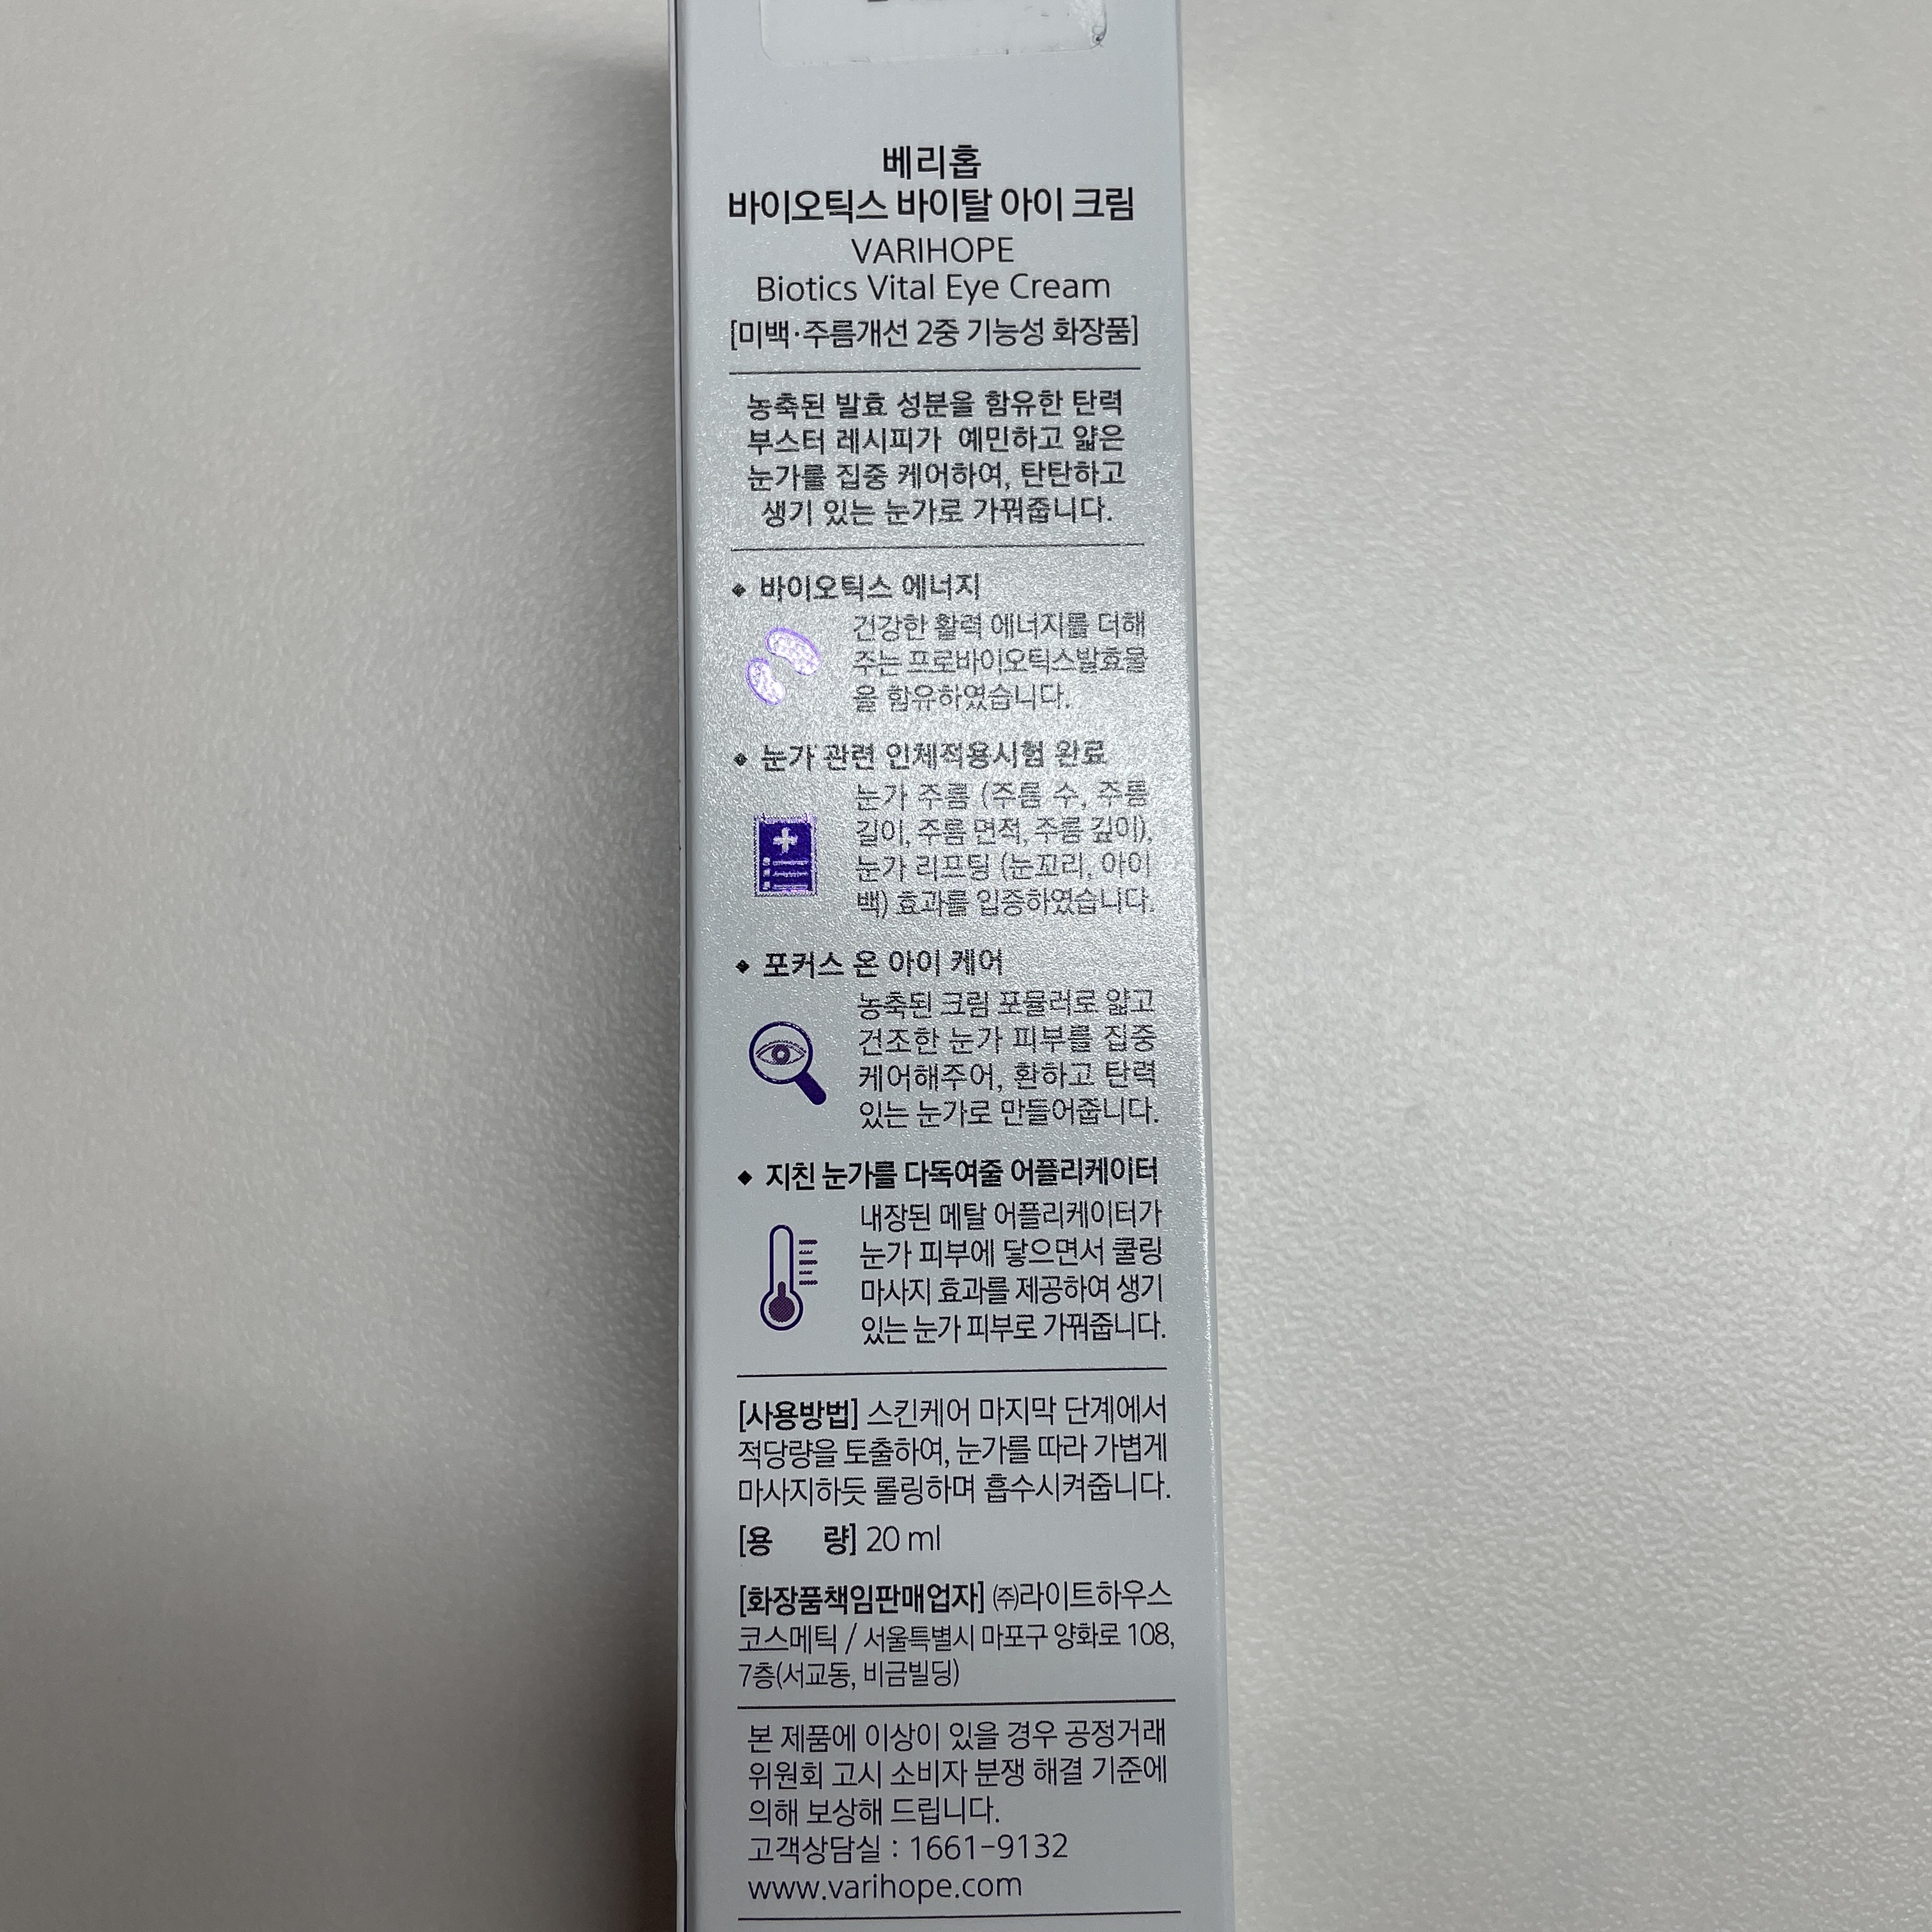 베리홉
바이오틱스 바이탈 아이 크림
VARIHOPE
Biotics Vital Eye Cream
[미백·주름개선 2중 기능성 화장품]
농축된 발효 성분을 함유한 탄력
부스터 레시피가 예민하고 얇은
눈가를 집중 케어하여, 탄탄하고
생기 있는 눈가로 가꿔줍니다.
◆ 바이오틱스 에너지
건강한 활력 에너지를 더해
주는 프로바이오틱스발효물
을 함유하였습니다.
◆ 눈가 관련 인체적용시험 완료
눈가 주름 (주름 수, 주름
길이, 주름 면적, 주름 깊이),
눈가 리프팅 (눈꼬리, 아이
백) 효과를 입증하였습니다.
◆ 포커스 온 아이 케어
농축된 크림 포뮬러로 얇고
건조한 눈가 피부를 집중
케어해주어, 환하고 탄력
있는 눈가로 만들어줍니다.
◆ 지친 눈가를 다독여줄 어플리케이터
내장된 메탈 어플리케이터가
눈가 피부에 닿으면서 쿨링
마사지 효과를 제공하여 생기
있는 눈가 피부로 가꿔줍니다.
[사용방법] 스킨케어 마지막 단계에서
적당량을 토출하여, 눈가를 따라 가볍게
마사지하듯 롤링하며 흡수시켜줍니다.
[용 량] 20 ml
[화장품책임판매업자] ㈜라이트하우스
코스메틱 / 서울특별시 마포구 양화로 108,
7층(서교동, 비금빌딩)
본 제품에 이상이 있을 경우 공정거래
위원회 고시 소비자 분쟁 해결 기준에
의해 보상해 드립니다.
고객상담실 : 1661-9132
www.varihope.com